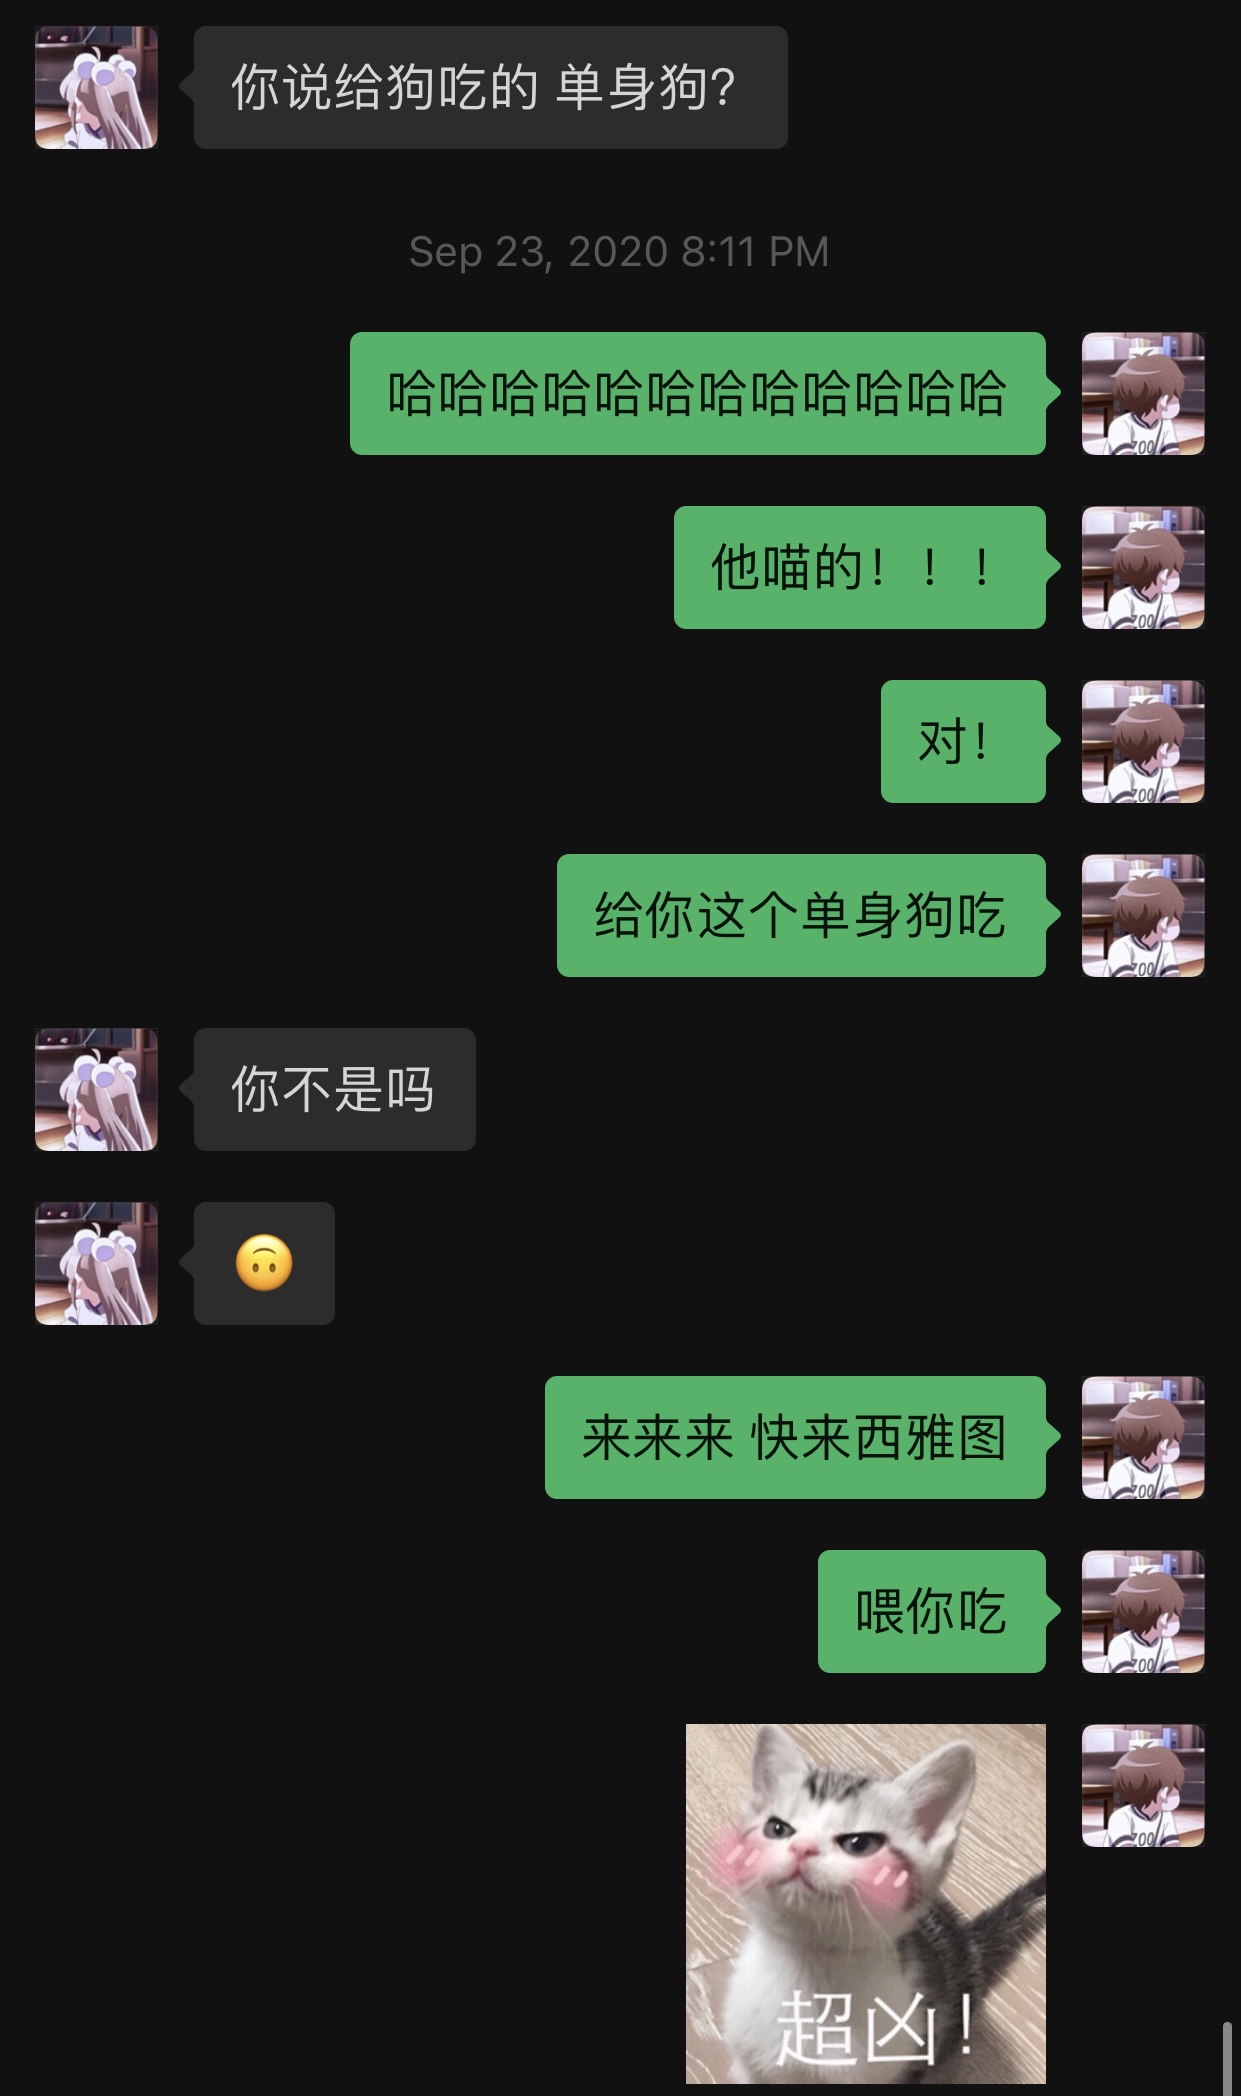 你说给狗吃的 单身狗?
Sep 23, 2020 8:11 PM
哈哈哈哈哈哈哈哈哈哈哈哈
他喵的！！！
对！
给你这个单身狗吃
你不是吗
🙃
来来来 快来西雅图
喂你吃
超凶！